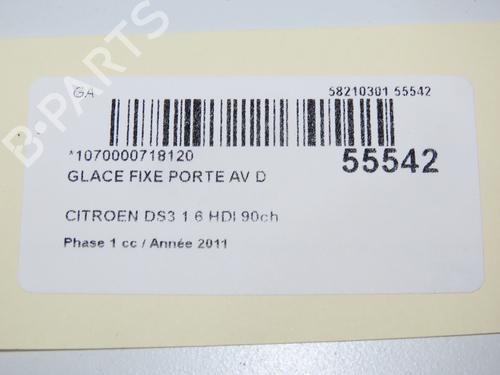 B-PARTS
GA
58210301 55542
*1070000718120
55542
GLACE FIXE PORTE AV D
CITROEN DS3 1.6 HDI 90ch
Phase 1 cc / Année 2011